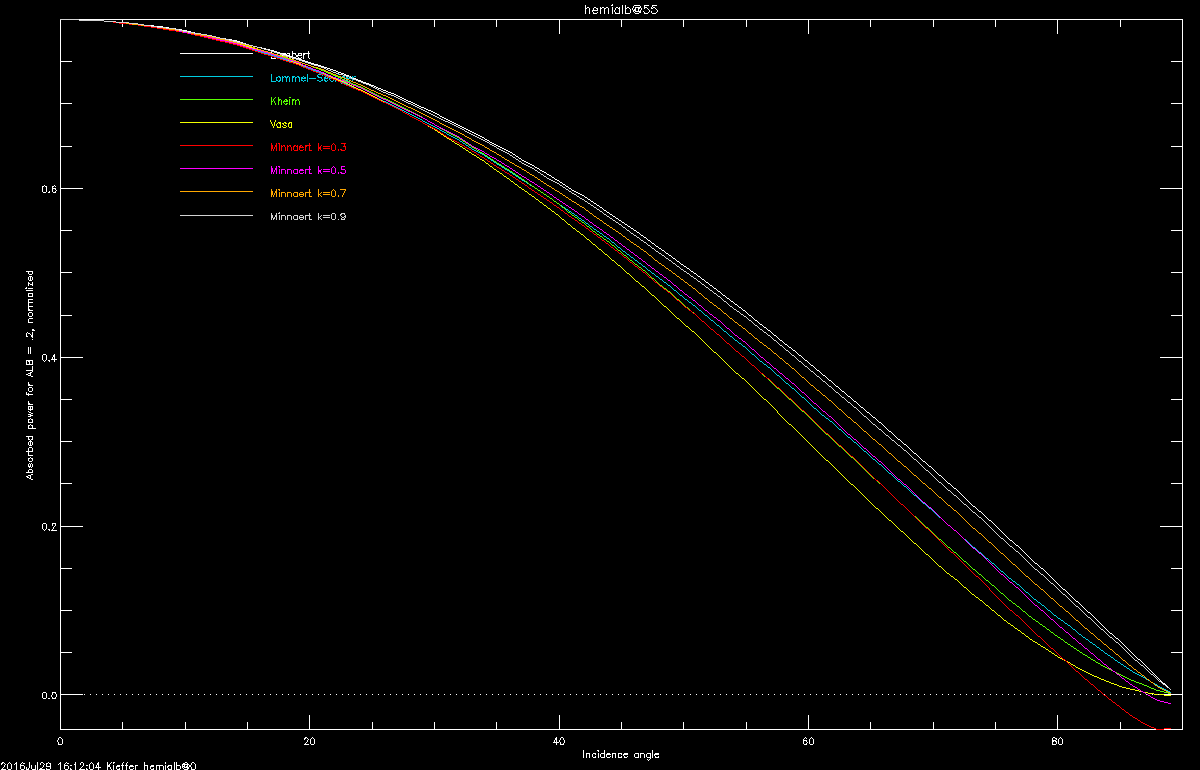 hemialb@55
Lambert
Lommel-Seeliger
Kheim
Vasa
Minnaert k=0.3
Minnaert k=0.5
Minnaert k=0.7
Minnaert k=0.9
Absorbed power for ALB = .2, normalized
0.6
0.4
0.2
0.0
0 20 40 60 80
Incidence angle
2016Jul29 16:12:04 Kieffer hemialb@